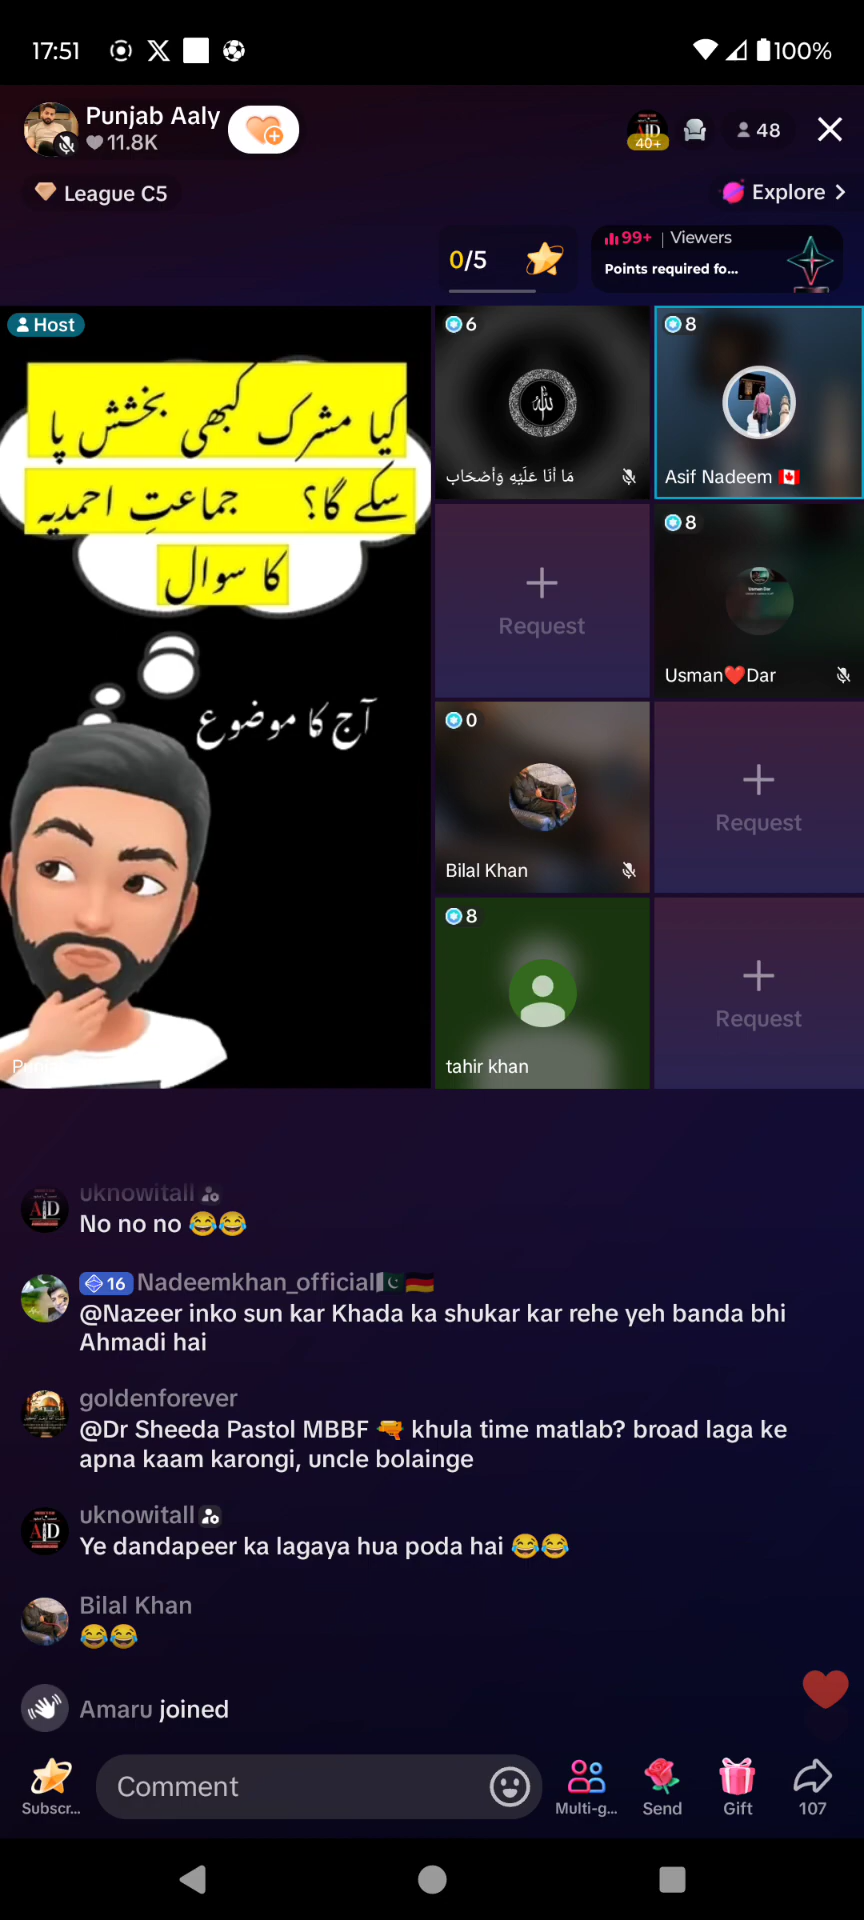 17:51
100%
Punjab Aaly
11.8K
40+
48
League C5
Explore
0/5
99+ | Viewers
Points required fo...
Host
کیا مشرک کبھی بخشش پا
سکے گا؟ جماعتِ احمدیہ
کا سوال
آج کا موضوع
6
مَا أَنَا عَلَيْهِ وَأَصْحَاب
8
Asif Nadeem 🇨🇦
Request
8
Usman❤️Dar
0
Bilal Khan
Request
8
tahir khan
Request
uknowitall
No no no 😂😂
16 Nadeemkhan_official🇵🇰🇩🇪
@Nazeer inko sun kar Khada ka shukar kar rehe yeh banda bhi
Ahmadi hai
goldenforever
@Dr Sheeda Pastol MBBF 🔫 khula time matlab? broad laga ke
apna kaam karongi, uncle bolainge
uknowitall
Ye dandapeer ka lagaya hua poda hai 😂😂
Bilal Khan
😂😂
Amaru joined
Comment
Subscr...
Multi-g...
Send
Gift
107